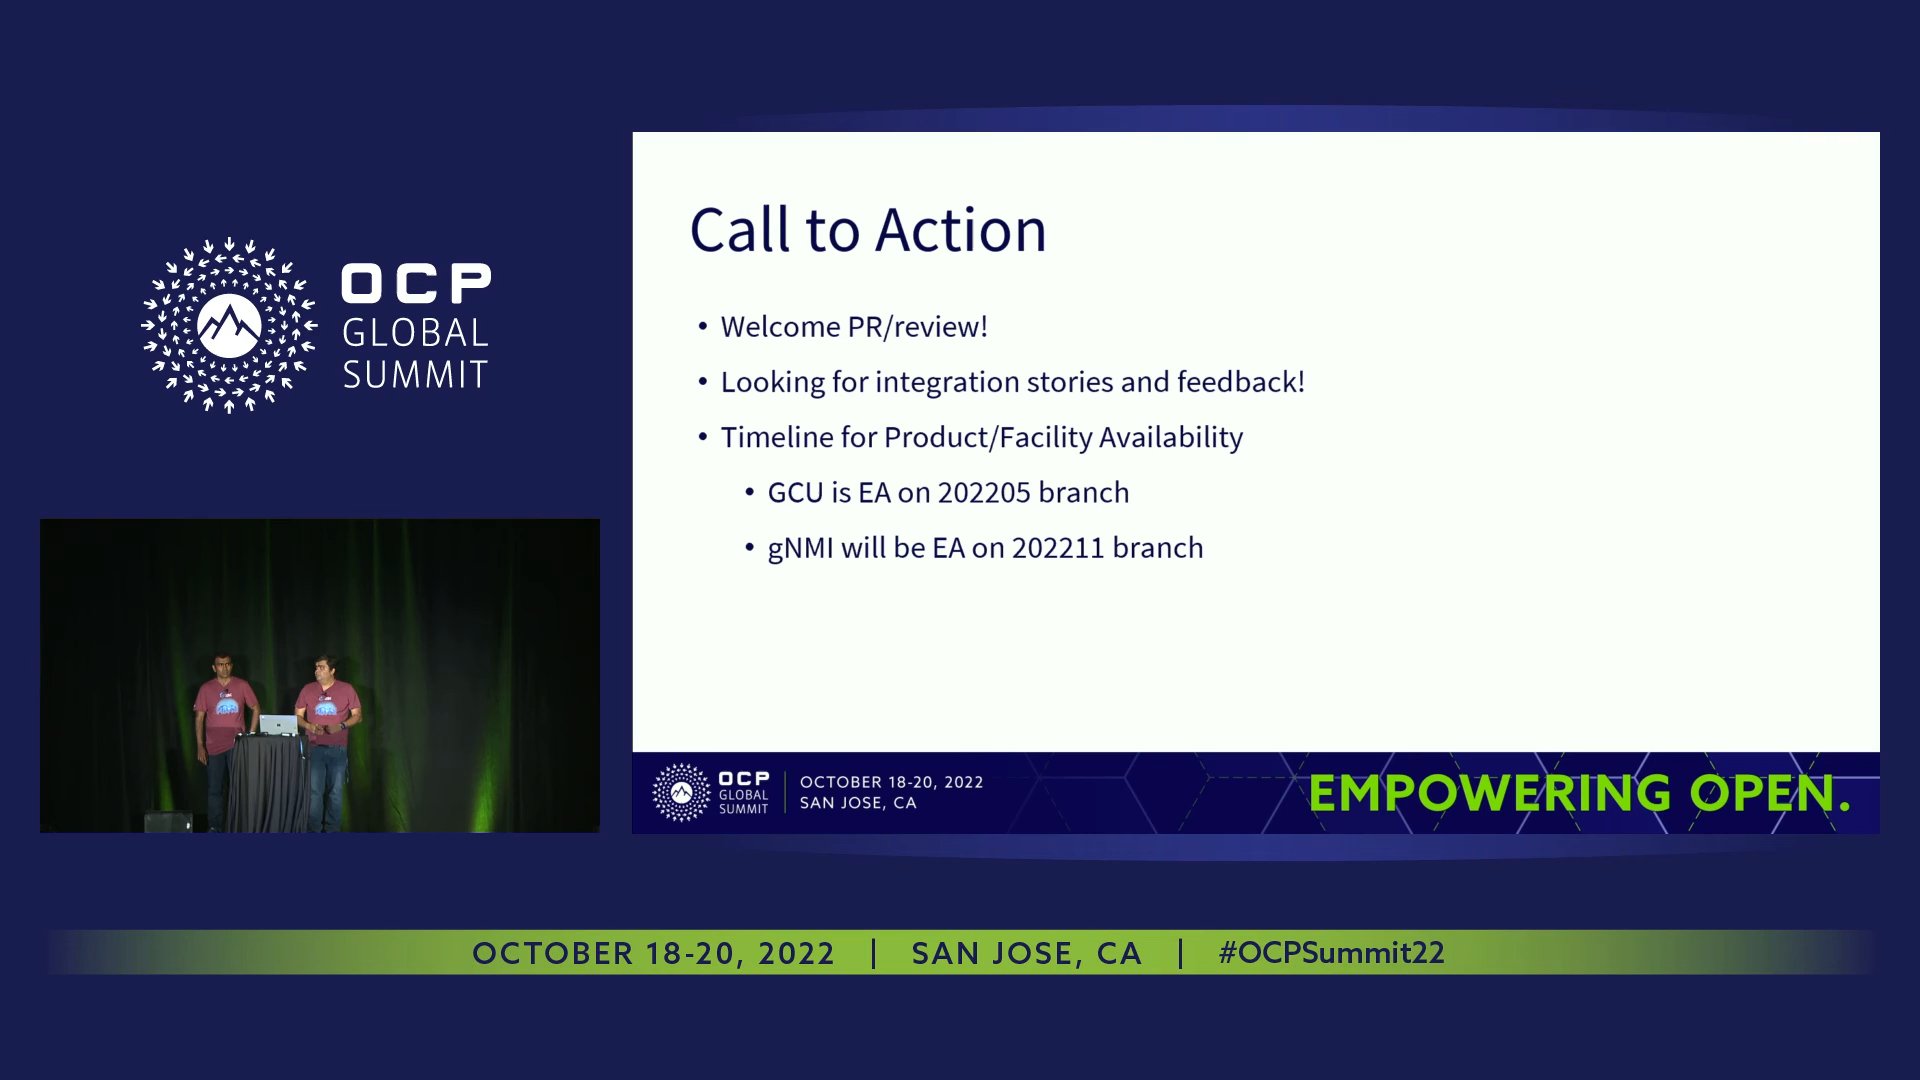 OCP
GLOBAL
SUMMIT
Call to Action
• Welcome PR/review!
• Looking for integration stories and feedback!
• Timeline for Product/Facility Availability
• GCU is EA on 202205 branch
• gNMI will be EA on 202211 branch
OCP
GLOBAL
SUMMIT
OCTOBER 18-20, 2022
SAN JOSE, CA
EMPOWERING OPEN.
OCTOBER 18-20, 2022 | SAN JOSE, CA | #OCPSummit22